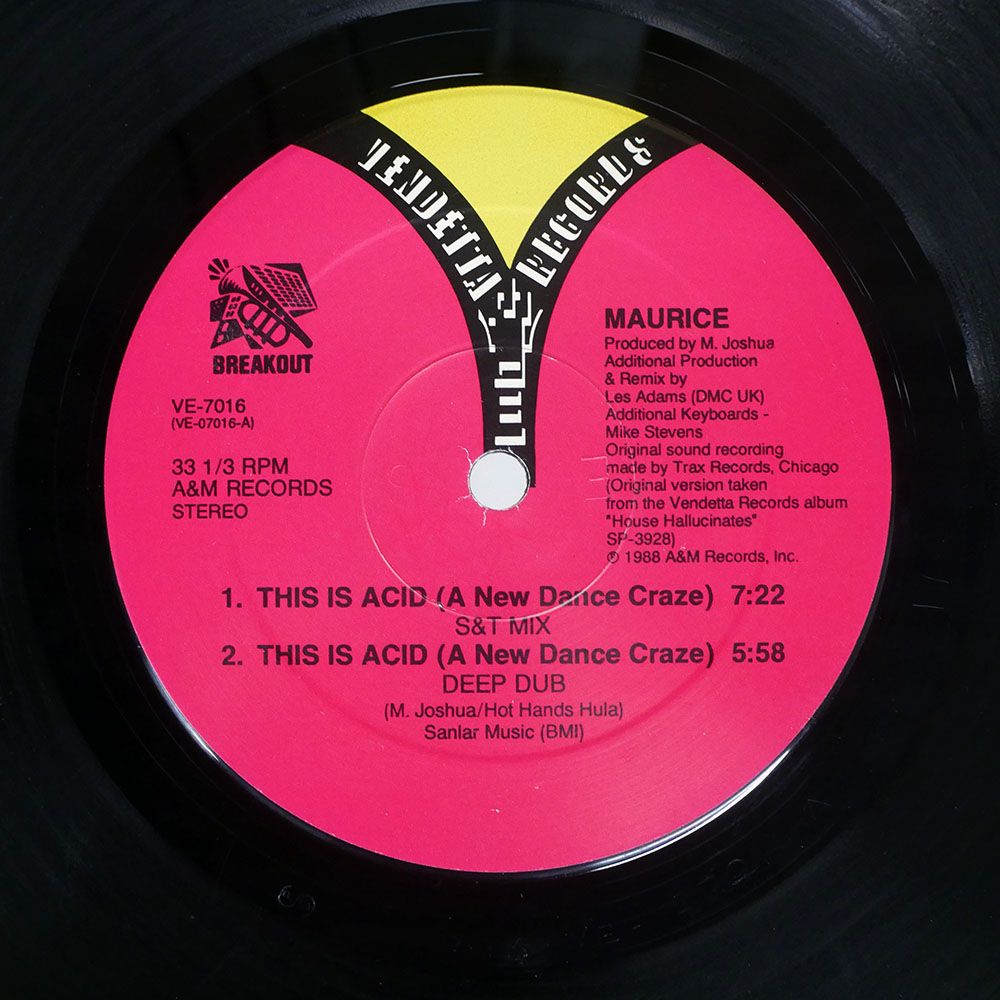 VENDETTA RECORDS
BREAKOUT
VE-7016
(VE-07016-A)
33 1/3 RPM
A&M RECORDS
STEREO
MAURICE
Produced by M. Joshua
Additional Production
& Remix by
Les Adams (DMC UK)
Additional Keyboards -
Mike Stevens
Original sound recording
made by Trax Records, Chicago
(Original version taken
from the Vendetta Records album
"House Hallucinates"
SP-3928)
℗ 1988 A&M Records, Inc.
1. THIS IS ACID (A New Dance Craze) 7:22
S&T MIX
2. THIS IS ACID (A New Dance Craze) 5:58
DEEP DUB
(M. Joshua/Hot Hands Hula)
Sanlar Music (BMI)